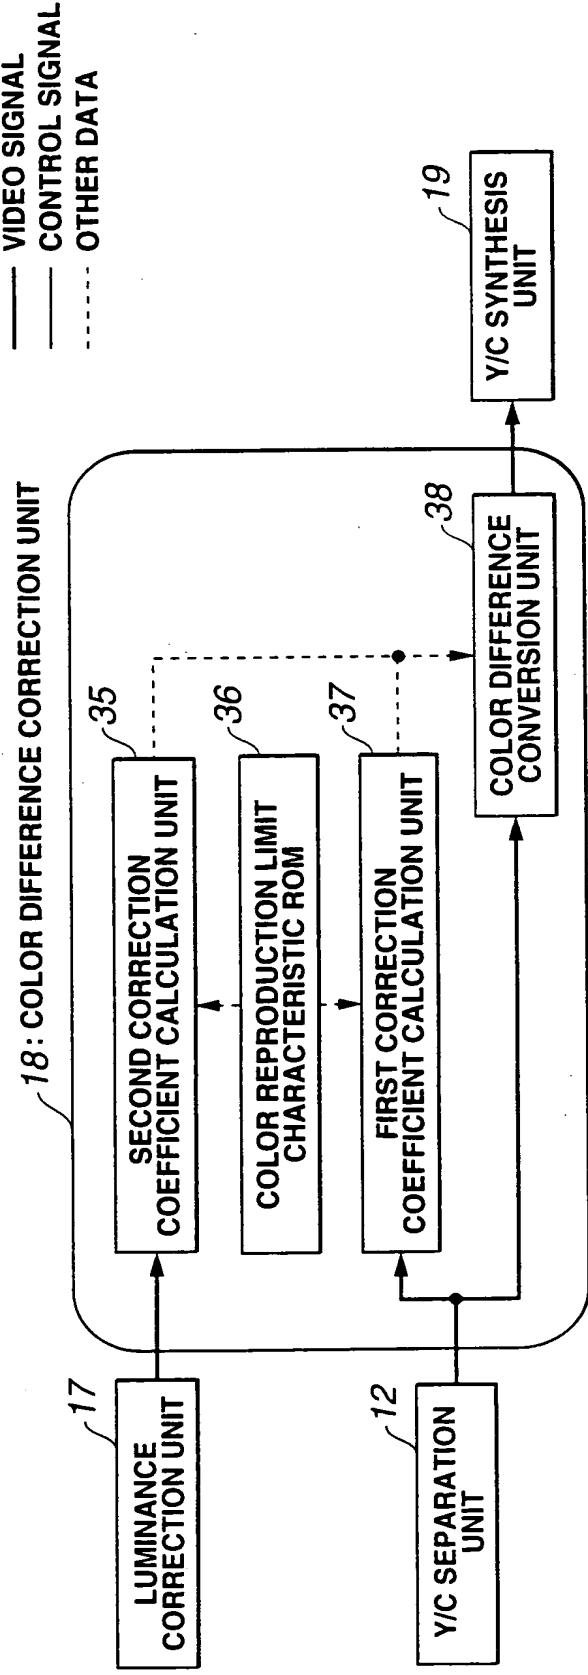 VIDEO SIGNAL
CONTROL SIGNAL
OTHER DATA
18: COLOR DIFFERENCE CORRECTION UNIT
17
LUMINANCE
CORRECTION UNIT
35
SECOND CORRECTION
COEFFICIENT CALCULATION UNIT
36
COLOR REPRODUCTION LIMIT
CHARACTERISTIC ROM
37
FIRST CORRECTION
COEFFICIENT CALCULATION UNIT
12
Y/C SEPARATION
UNIT
38
COLOR DIFFERENCE
CONVERSION UNIT
19
Y/C SYNTHESIS
UNIT